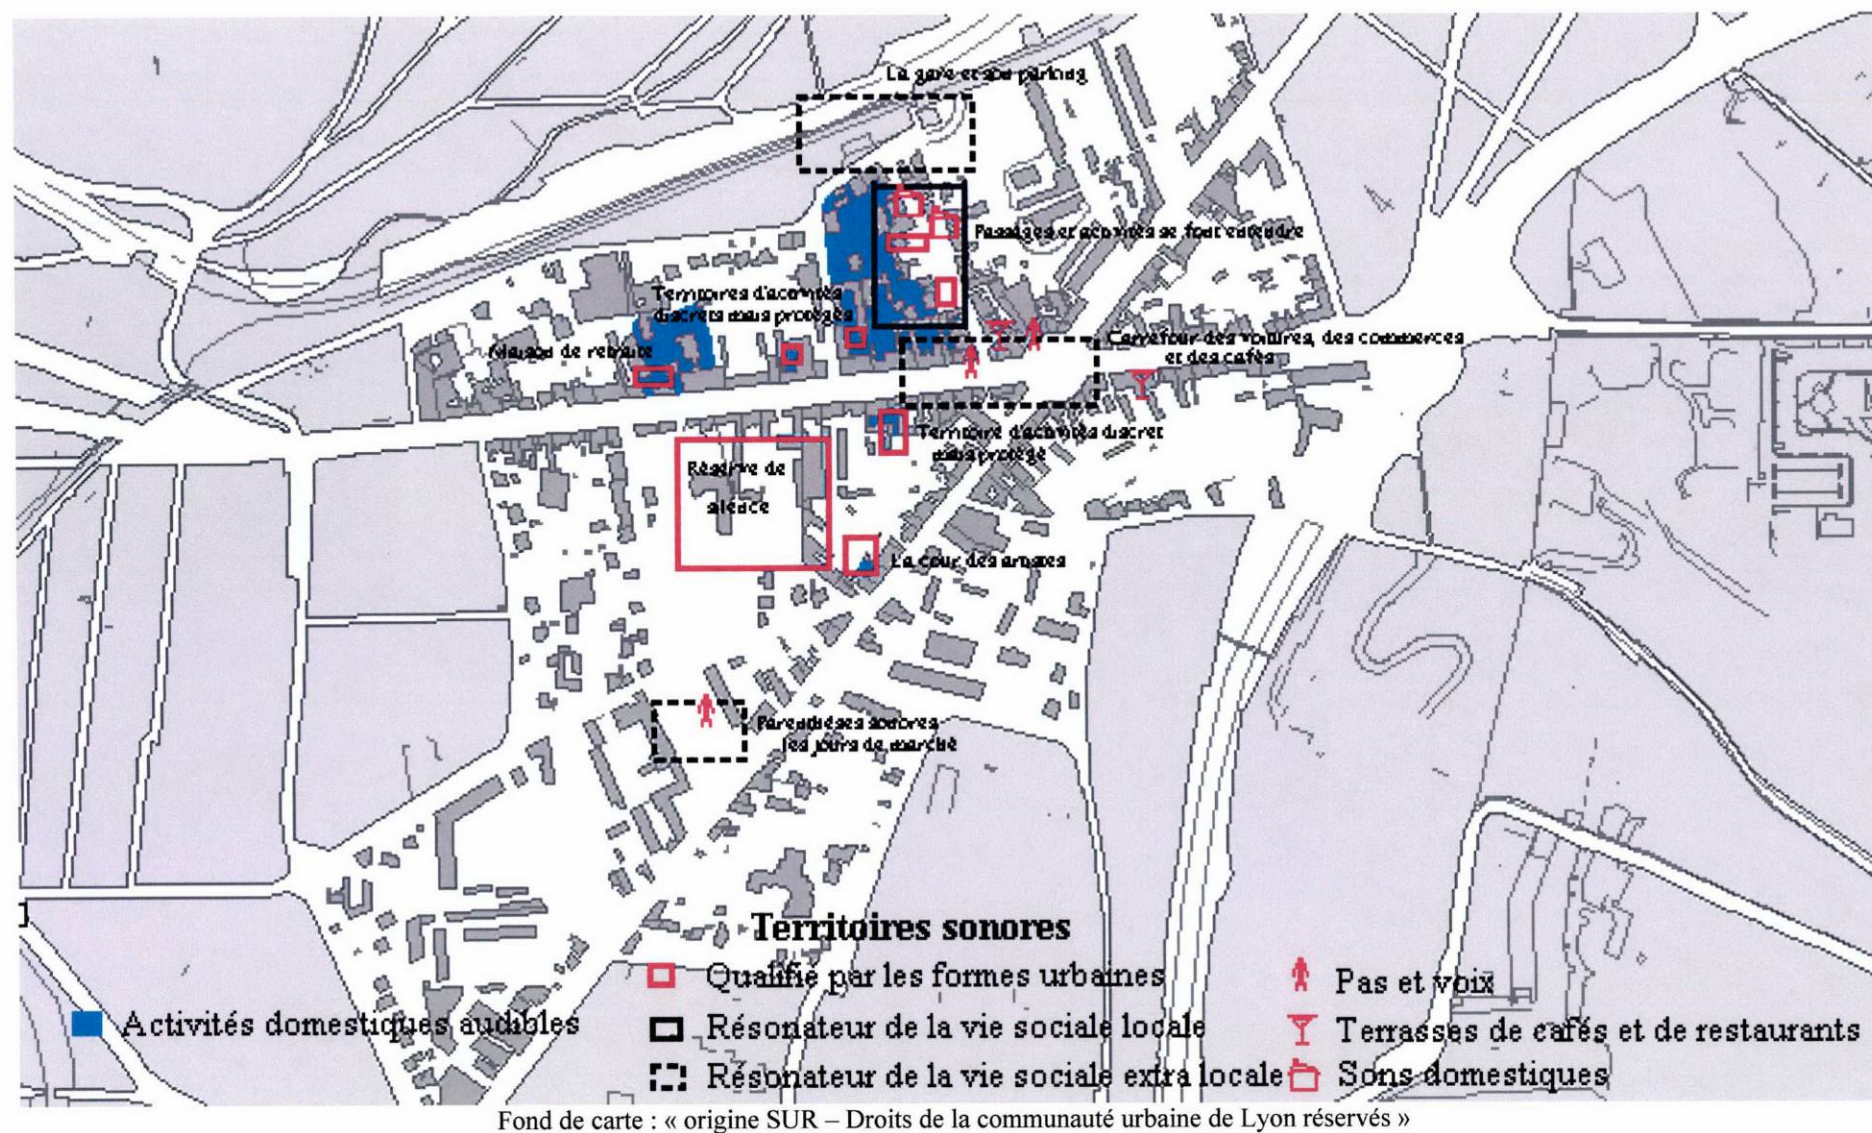 La gare et son parking
Passages et activités se font entendre
Territoires d'activités
discrets mais protégés
Maison de retraite
Carrefour des voitures, des commerces
et des cafés
Territoire d'activités discret
mais protégé
Réserve de
silence
La cour des artistes
Parenthèses sonores
les jours de marché
Territoires sonores
Qualifié par les formes urbaines
Pas et voix
Activités domestiques audibles
Résonateur de la vie sociale locale
Terrasses de cafés et de restaurants
Résonateur de la vie sociale extra locale
Sons domestiques
Fond de carte : « origine SUR – Droits de la communauté urbaine de Lyon réservés »